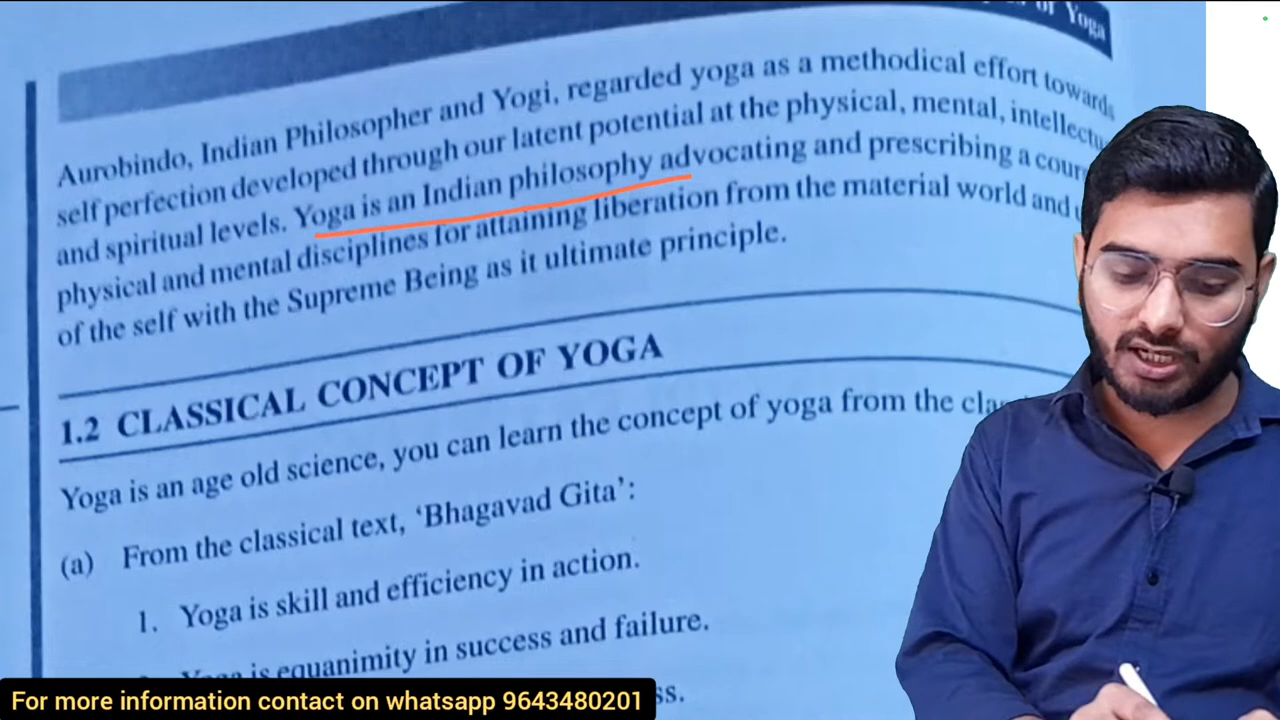 of Yoga
Aurobindo, Indian Philosopher and Yogi, regarded yoga as a methodical effort towards
self perfection developed through our latent potential at the physical, mental,
and spiritual levels. Yoga is an Indian philosophy advocating and prescribing a
physical and mental disciplines for attaining liberation from the material world and
of the self with the Supreme Being as it ultimate principle.
1.2 CLASSICAL CONCEPT OF YOGA
Yoga is an age old science, you can learn the concept of yoga from the
(a) From the classical text, ‘Bhagavad Gita’:
1. Yoga is skill and efficiency in action.
Yoga is equanimity in success and failure.
For more information contact on whatsapp 9643480201